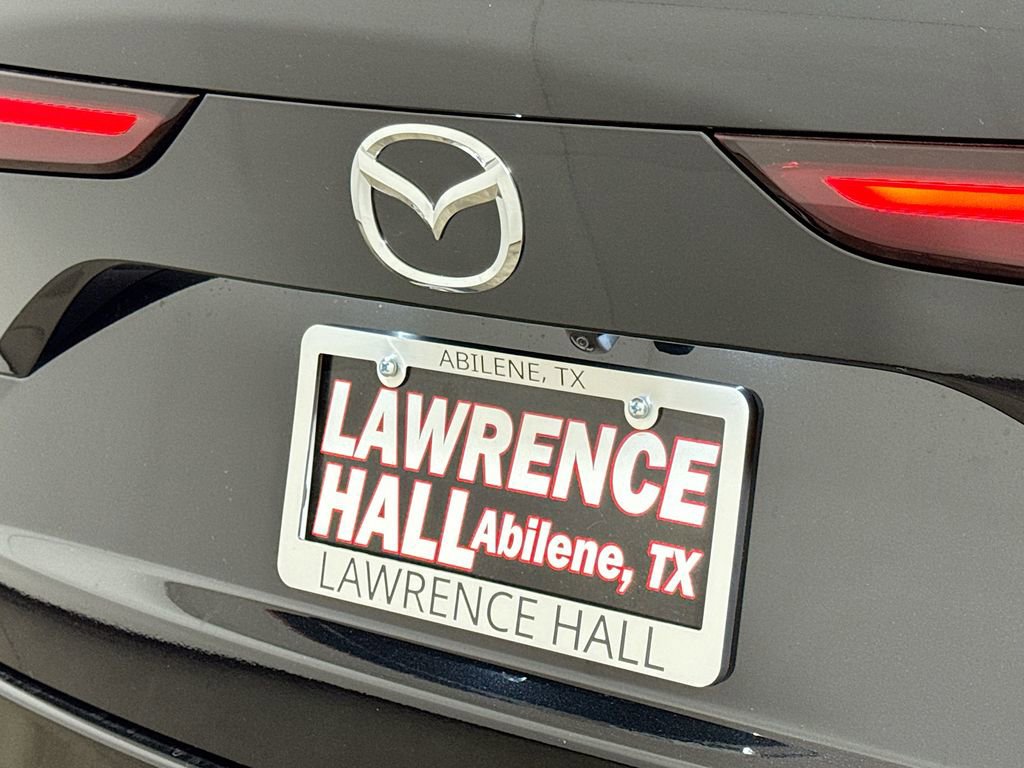 ABILENE, TX
LAWRENCE
HALL Abilene, TX
LAWRENCE HALL